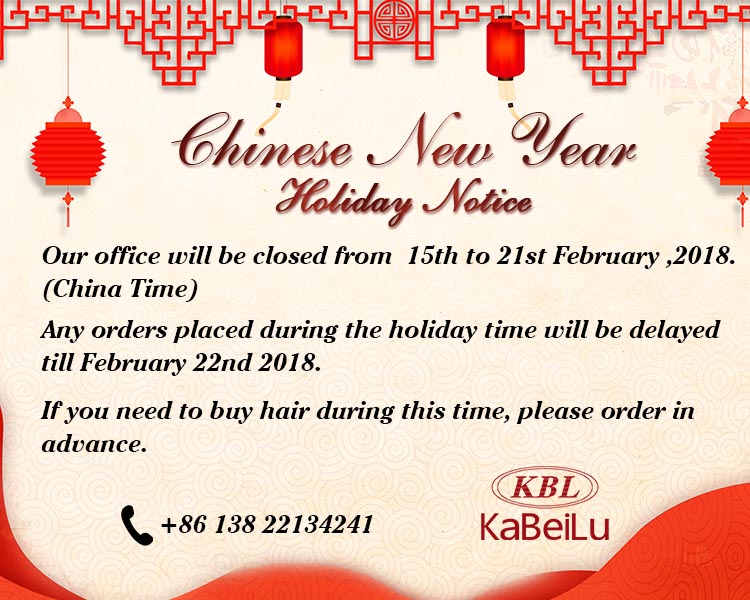 Chinese New Year
Holiday Notice
Our office will be closed from 15th to 21st February ,2018.
(China Time)
Any orders placed during the holiday time will be delayed
till February 22nd 2018.
If you need to buy hair during this time, please order in
advance.
KBL
+86 138 22134241
KaBeiLu